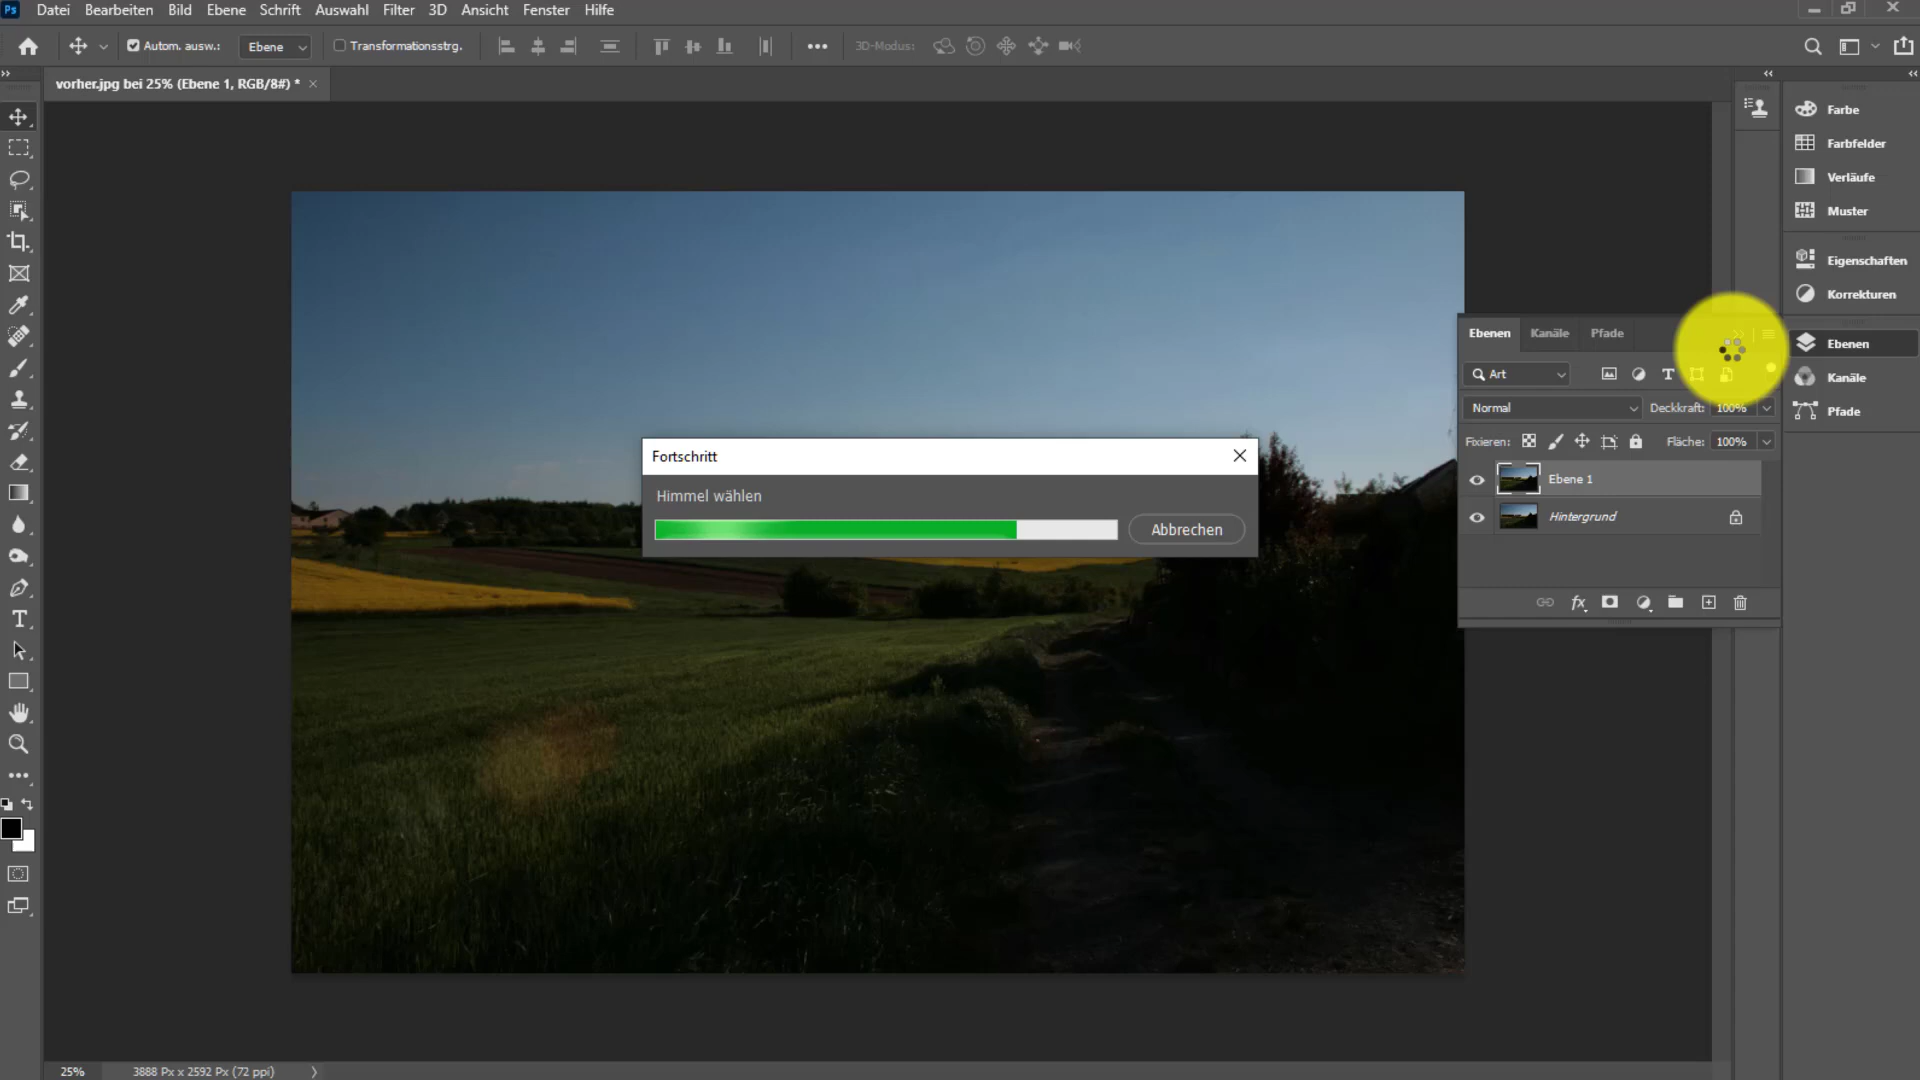 Ps Datei Bearbeiten Bild Ebene Schrift Auswahl Filter 3D Ansicht Fenster Hilfe
Autom. ausw.: Ebene Transformationsstrg. 3D-Modus:
vorher.jpg bei 25% (Ebene 1, RGB/8#) *
Farbe
Farbfelder
Verläufe
Muster
Eigenschaften
Korrekturen
Ebenen
Kanäle
Pfade
Ebenen Kanäle Pfade
Art
Normal Deckkraft: 100%
Fixieren: Fläche: 100%
Ebene 1
Hintergrund
fx
Fortschritt
Himmel wählen
Abbrechen
25% 3888 Px x 2592 Px (72 ppi)